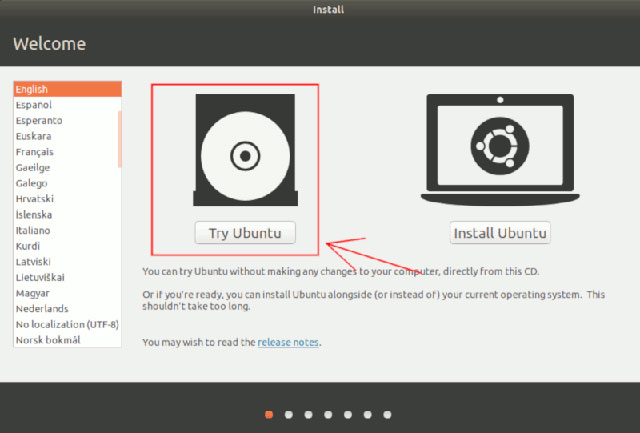 Install
Welcome
English
Español
Esperanto
Euskara
Français
Gaeilge
Galego
Hrvatski
Íslenska
Italiano
Kurdî
Latviski
Lietuviškai
Magyar
Nederlands
No localization (UTF-8)
Norsk bokmål
Try Ubuntu
Install Ubuntu
You can try Ubuntu without making any changes to your computer, directly from this CD.
Or if you're ready, you can install Ubuntu alongside (or instead of) your current operating system. This
shouldn't take too long.
You may wish to read the release notes.